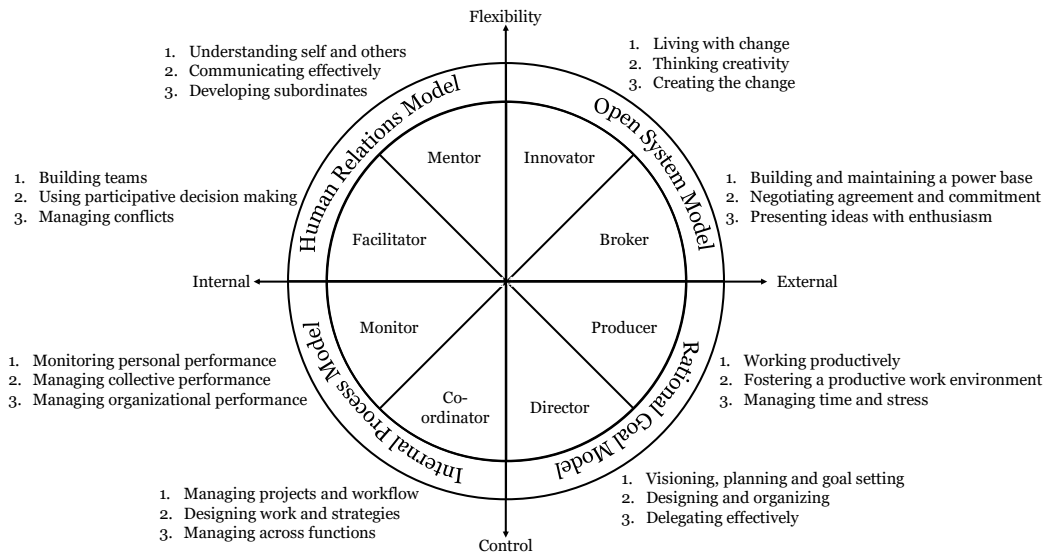 Flexibility
1. Understanding self and others
2. Communicating effectively
3. Developing subordinates
1. Living with change
2. Thinking creativity
3. Creating the change
Human Relations Model
Open System Model
Mentor
Innovator
1. Building teams
2. Using participative decision making
3. Managing conflicts
1. Building and maintaining a power base
2. Negotiating agreement and commitment
3. Presenting ideas with enthusiasm
Facilitator
Broker
Internal
External
Monitor
Producer
1. Monitoring personal performance
2. Managing collective performance
3. Managing organizational performance
1. Working productively
2. Fostering a productive work environment
3. Managing time and stress
Co-
ordinator
Director
Internal Process Model
Rational Goal Model
1. Managing projects and workflow
2. Designing work and strategies
3. Managing across functions
1. Visioning, planning and goal setting
2. Designing and organizing
3. Delegating effectively
Control